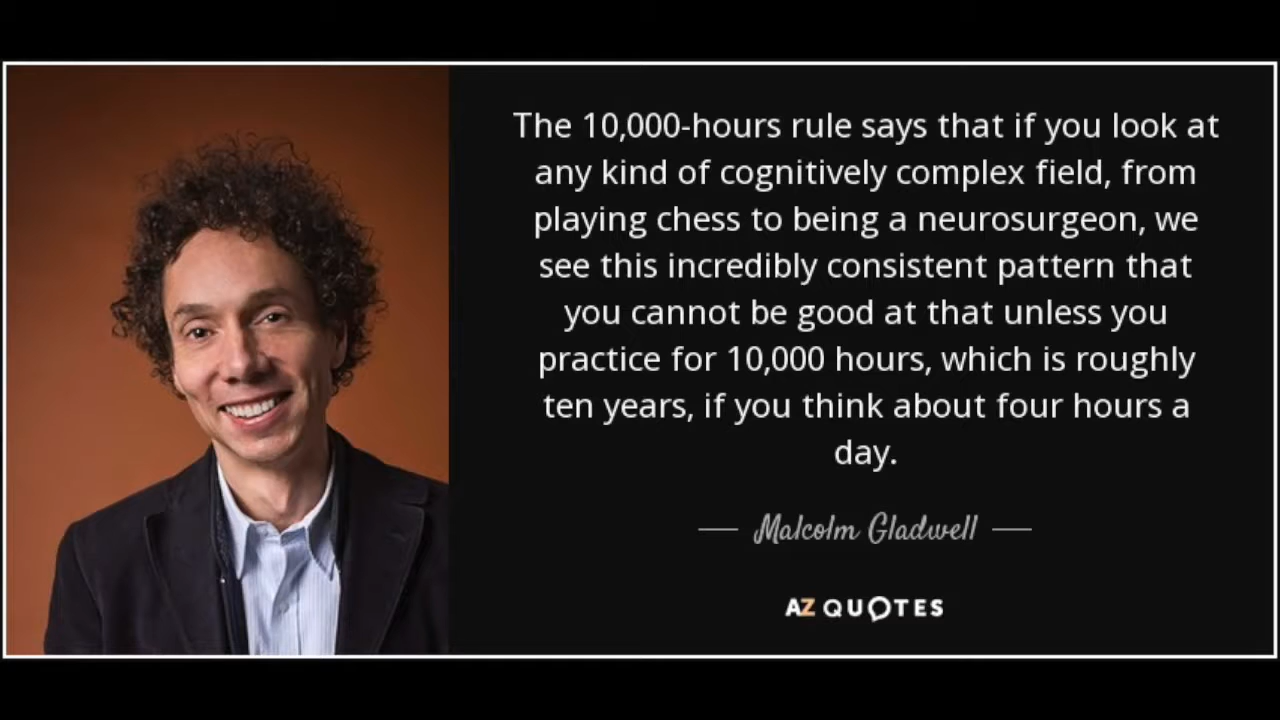 The 10,000-hours rule says that if you look at
any kind of cognitively complex field, from
playing chess to being a neurosurgeon, we
see this incredibly consistent pattern that
you cannot be good at that unless you
practice for 10,000 hours, which is roughly
ten years, if you think about four hours a
day.
Malcolm Gladwell
AZ QUOTES